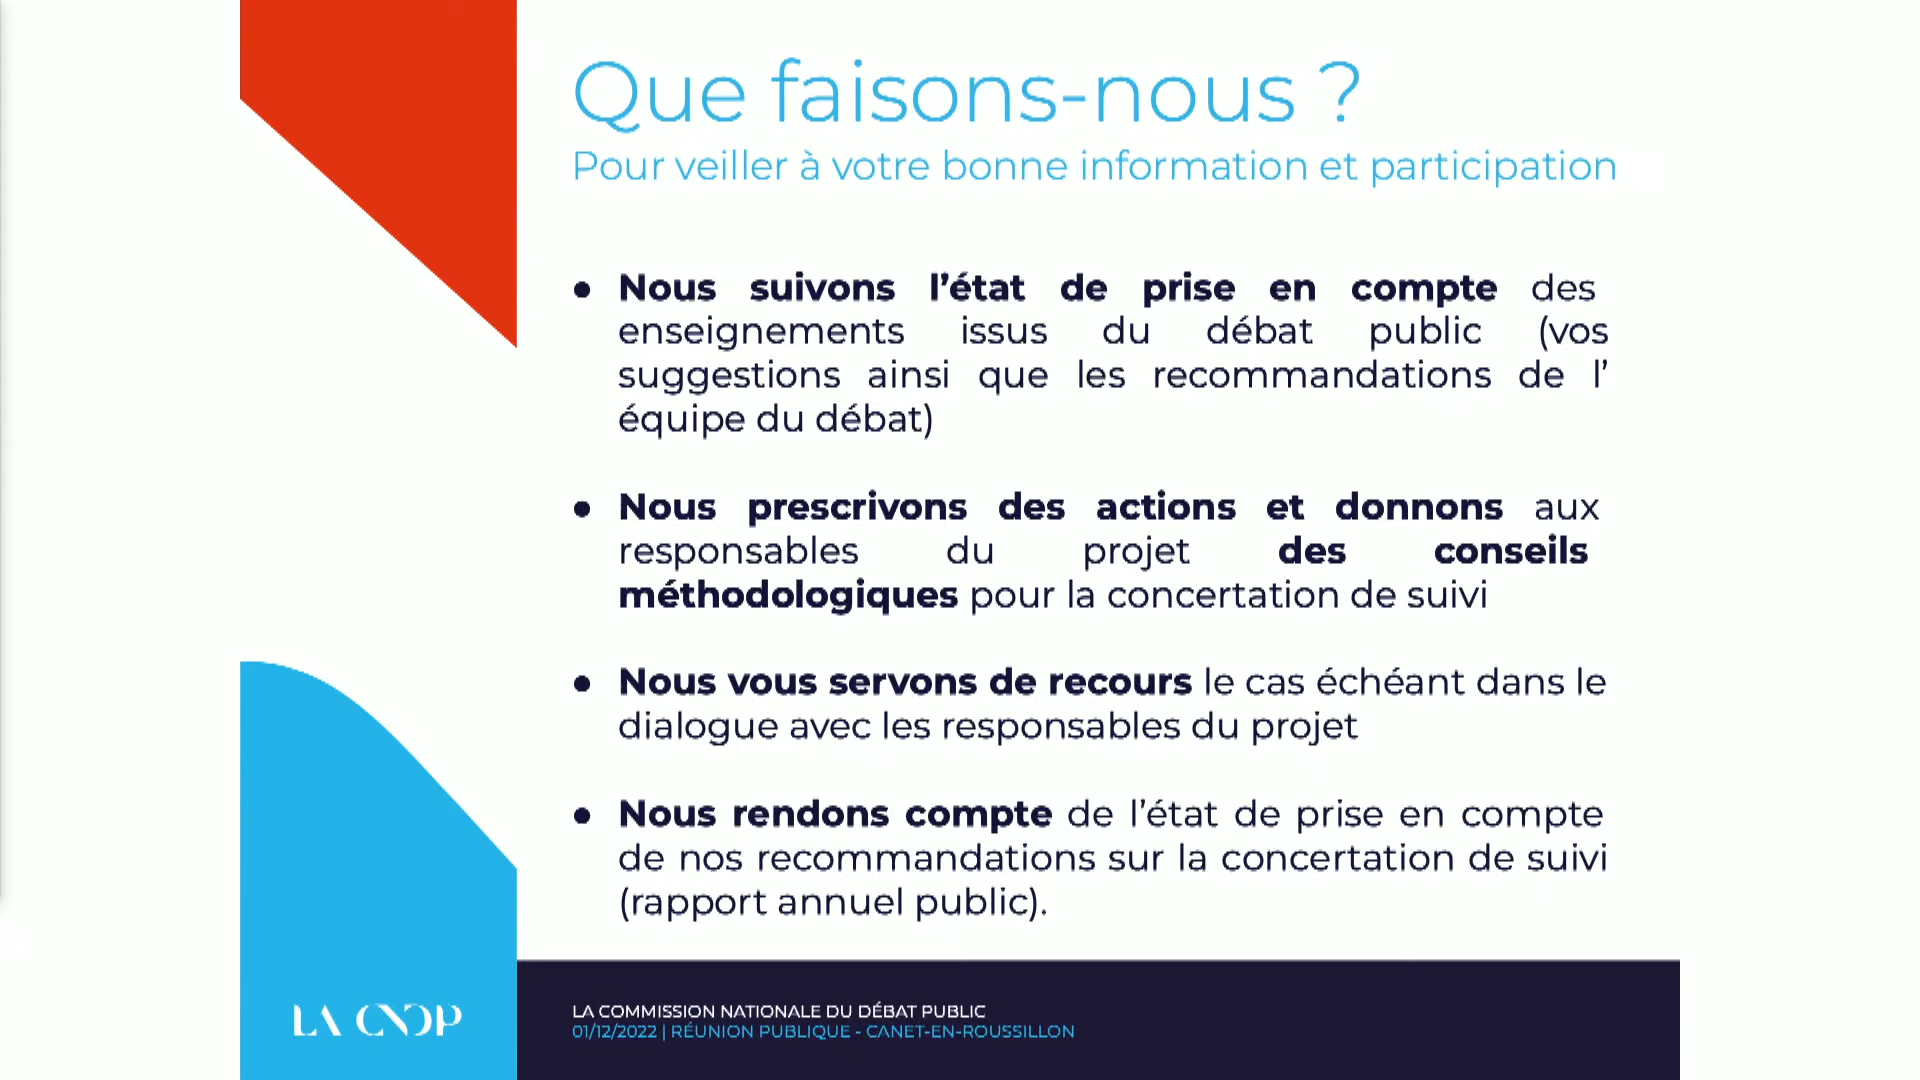 Que faisons-nous ?
Pour veiller à votre bonne information et participation
● Nous suivons l’état de prise en compte des
enseignements issus du débat public (vos
suggestions ainsi que les recommandations de l’
équipe du débat)
● Nous prescrivons des actions et donnons aux
responsables du projet des conseils
méthodologiques pour la concertation de suivi
● Nous vous servons de recours le cas échéant dans le
dialogue avec les responsables du projet
● Nous rendons compte de l’état de prise en compte
de nos recommandations sur la concertation de suivi
(rapport annuel public).
LA CNDP
LA COMMISSION NATIONALE DU DÉBAT PUBLIC
01/12/2022 | RÉUNION PUBLIQUE - CANET-EN-ROUSSILLON